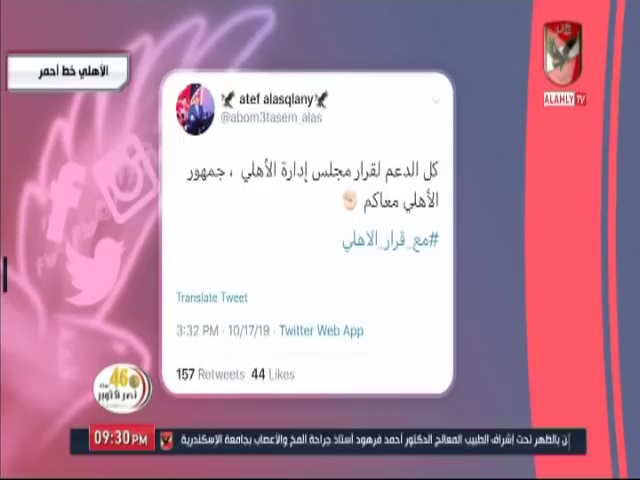 الأهلي خط أحمر
ALAHLY TV
atef alasqlany
@abom3tasem_alas
كل الدعم لقرار مجلس إدارة الأهلي ، جمهور
الأهلي معاكم ✊🏻
#مع_قرار_الاهلي
Translate Tweet
3:32 PM · 10/17/19 · Twitter Web App
157 Retweets 44 Likes
46
نصر اكتوبر
09:30 PM
بالظهر تحت إشراف الطبيب المعالج الدكتور أحمد فرهود أستاذ جراحة المخ والأعصاب بجامعة الإسكندرية